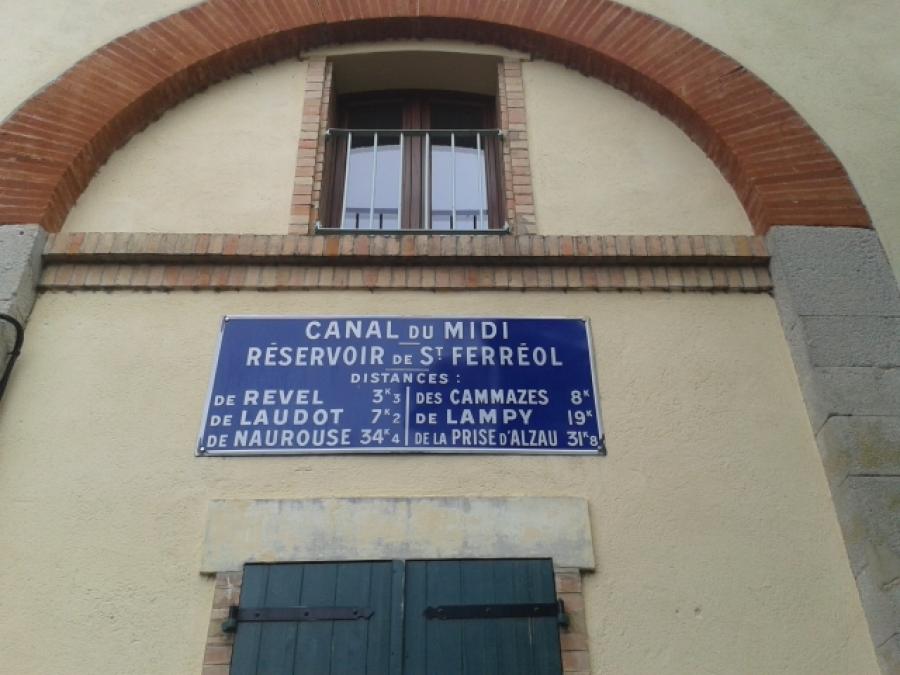 CANAL DU MIDI
RÉSERVOIR DE ST FERRÉOL
DISTANCES :
DE REVEL 3K3 DES CAMMAZES 8K
DE LAUDOT 7K2 DE LAMPY 19K
DE NAUROUSE 34K4 DE LA PRISE D'ALZAU 31K8